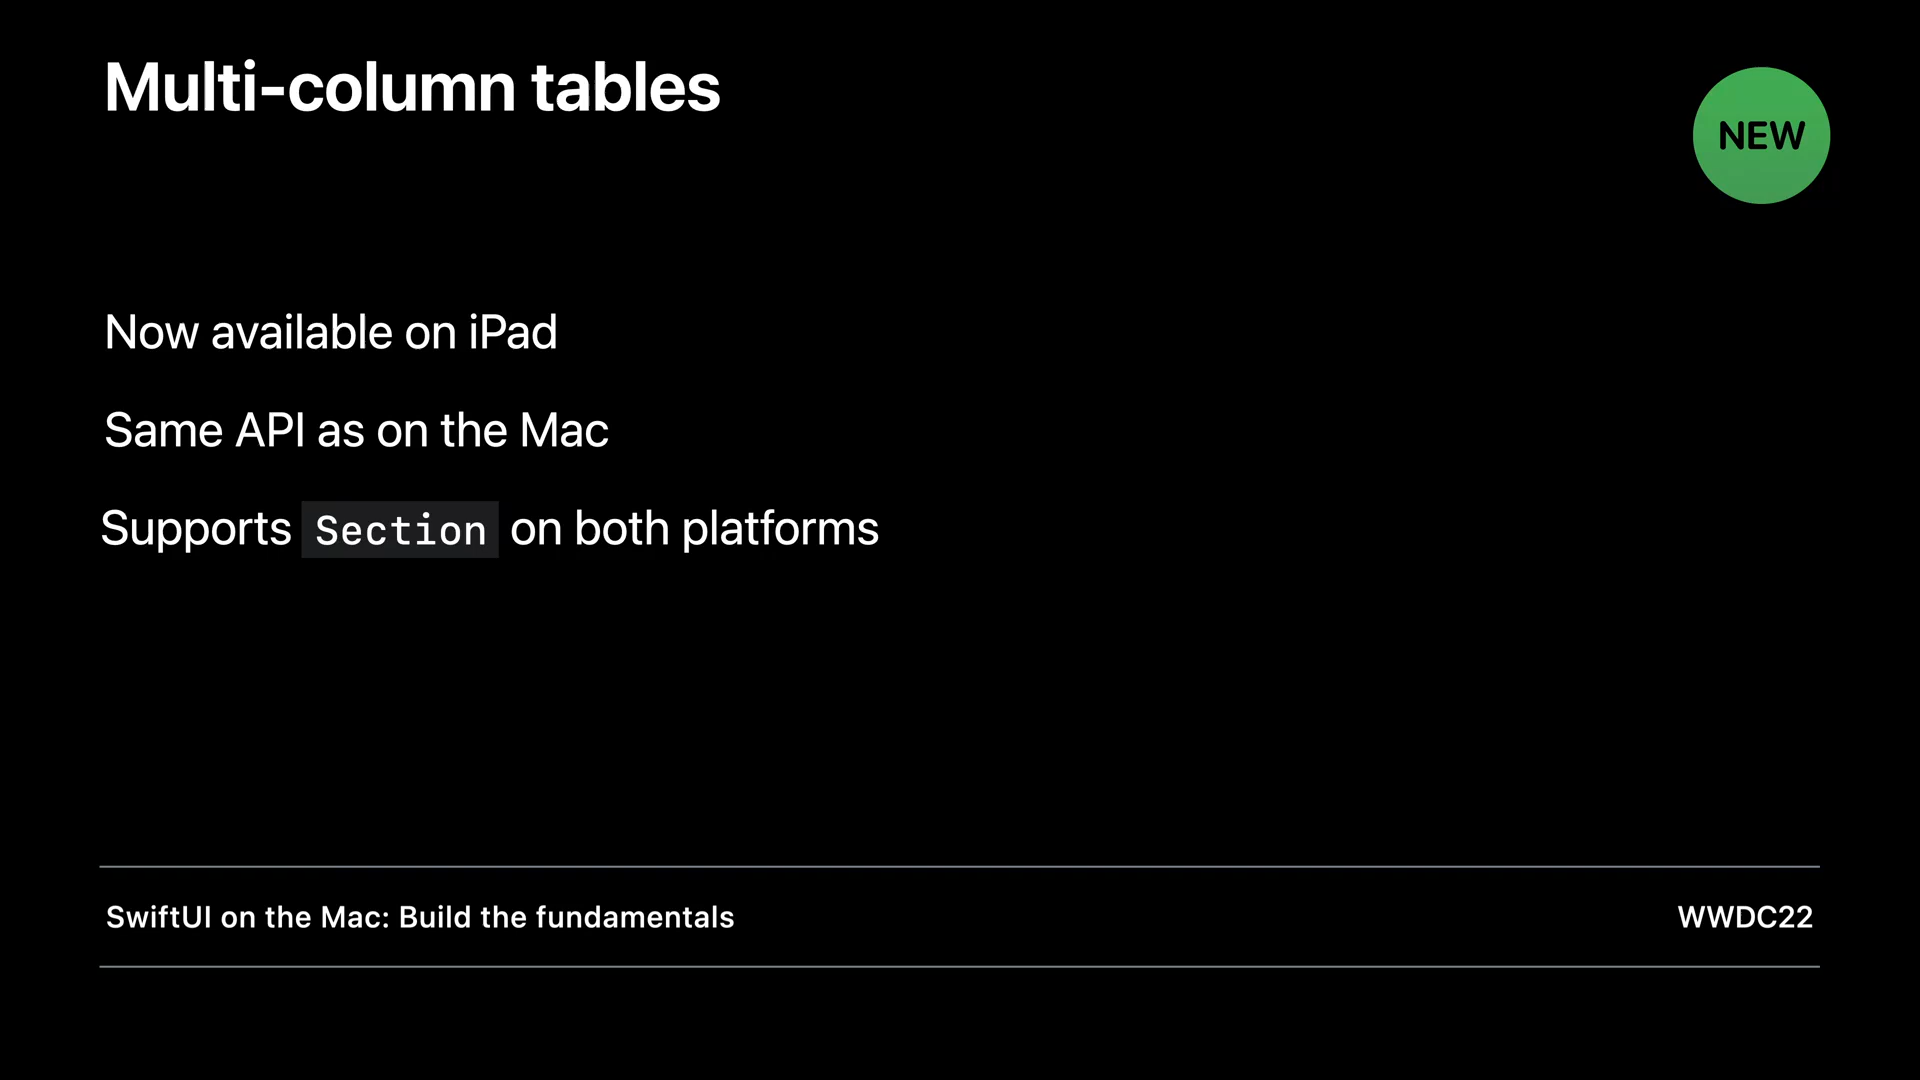 Multi-column tables
NEW
Now available on iPad
Same API as on the Mac
Supports Section on both platforms
SwiftUI on the Mac: Build the fundamentals
WWDC22